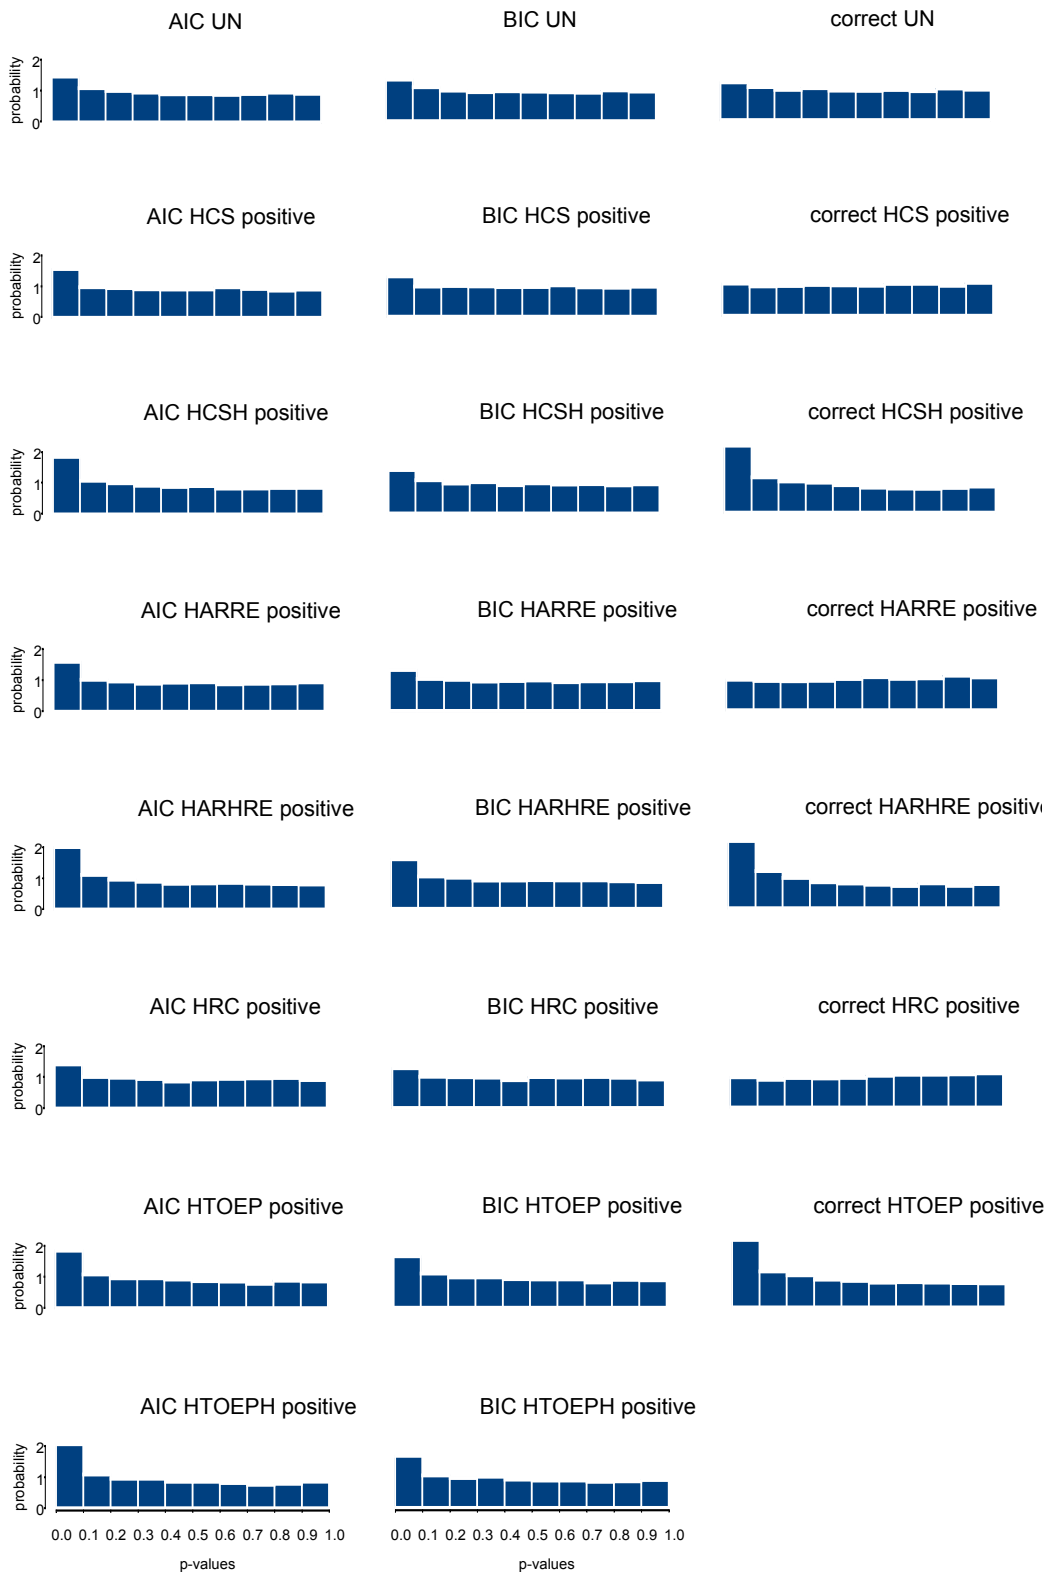 AIC UN
BIC UN
correct UN
probability
2
1
0
AIC HCS positive
BIC HCS positive
correct HCS positive
probability
2
1
0
AIC HCSH positive
BIC HCSH positive
correct HCSH positive
probability
2
1
0
AIC HARRE positive
BIC HARRE positive
correct HARRE positive
probability
2
1
0
AIC HARHRE positive
BIC HARHRE positive
correct HARHRE positive
probability
2
1
0
AIC HRC positive
BIC HRC positive
correct HRC positive
probability
2
1
0
AIC HTOEP positive
BIC HTOEP positive
correct HTOEP positive
probability
2
1
0
AIC HTOEPH positive
BIC HTOEPH positive
probability
2
1
0
0.0 0.1 0.2 0.3 0.4 0.5 0.6 0.7 0.8 0.9 1.0
0.0 0.1 0.2 0.3 0.4 0.5 0.6 0.7 0.8 0.9 1.0
p-values
p-values